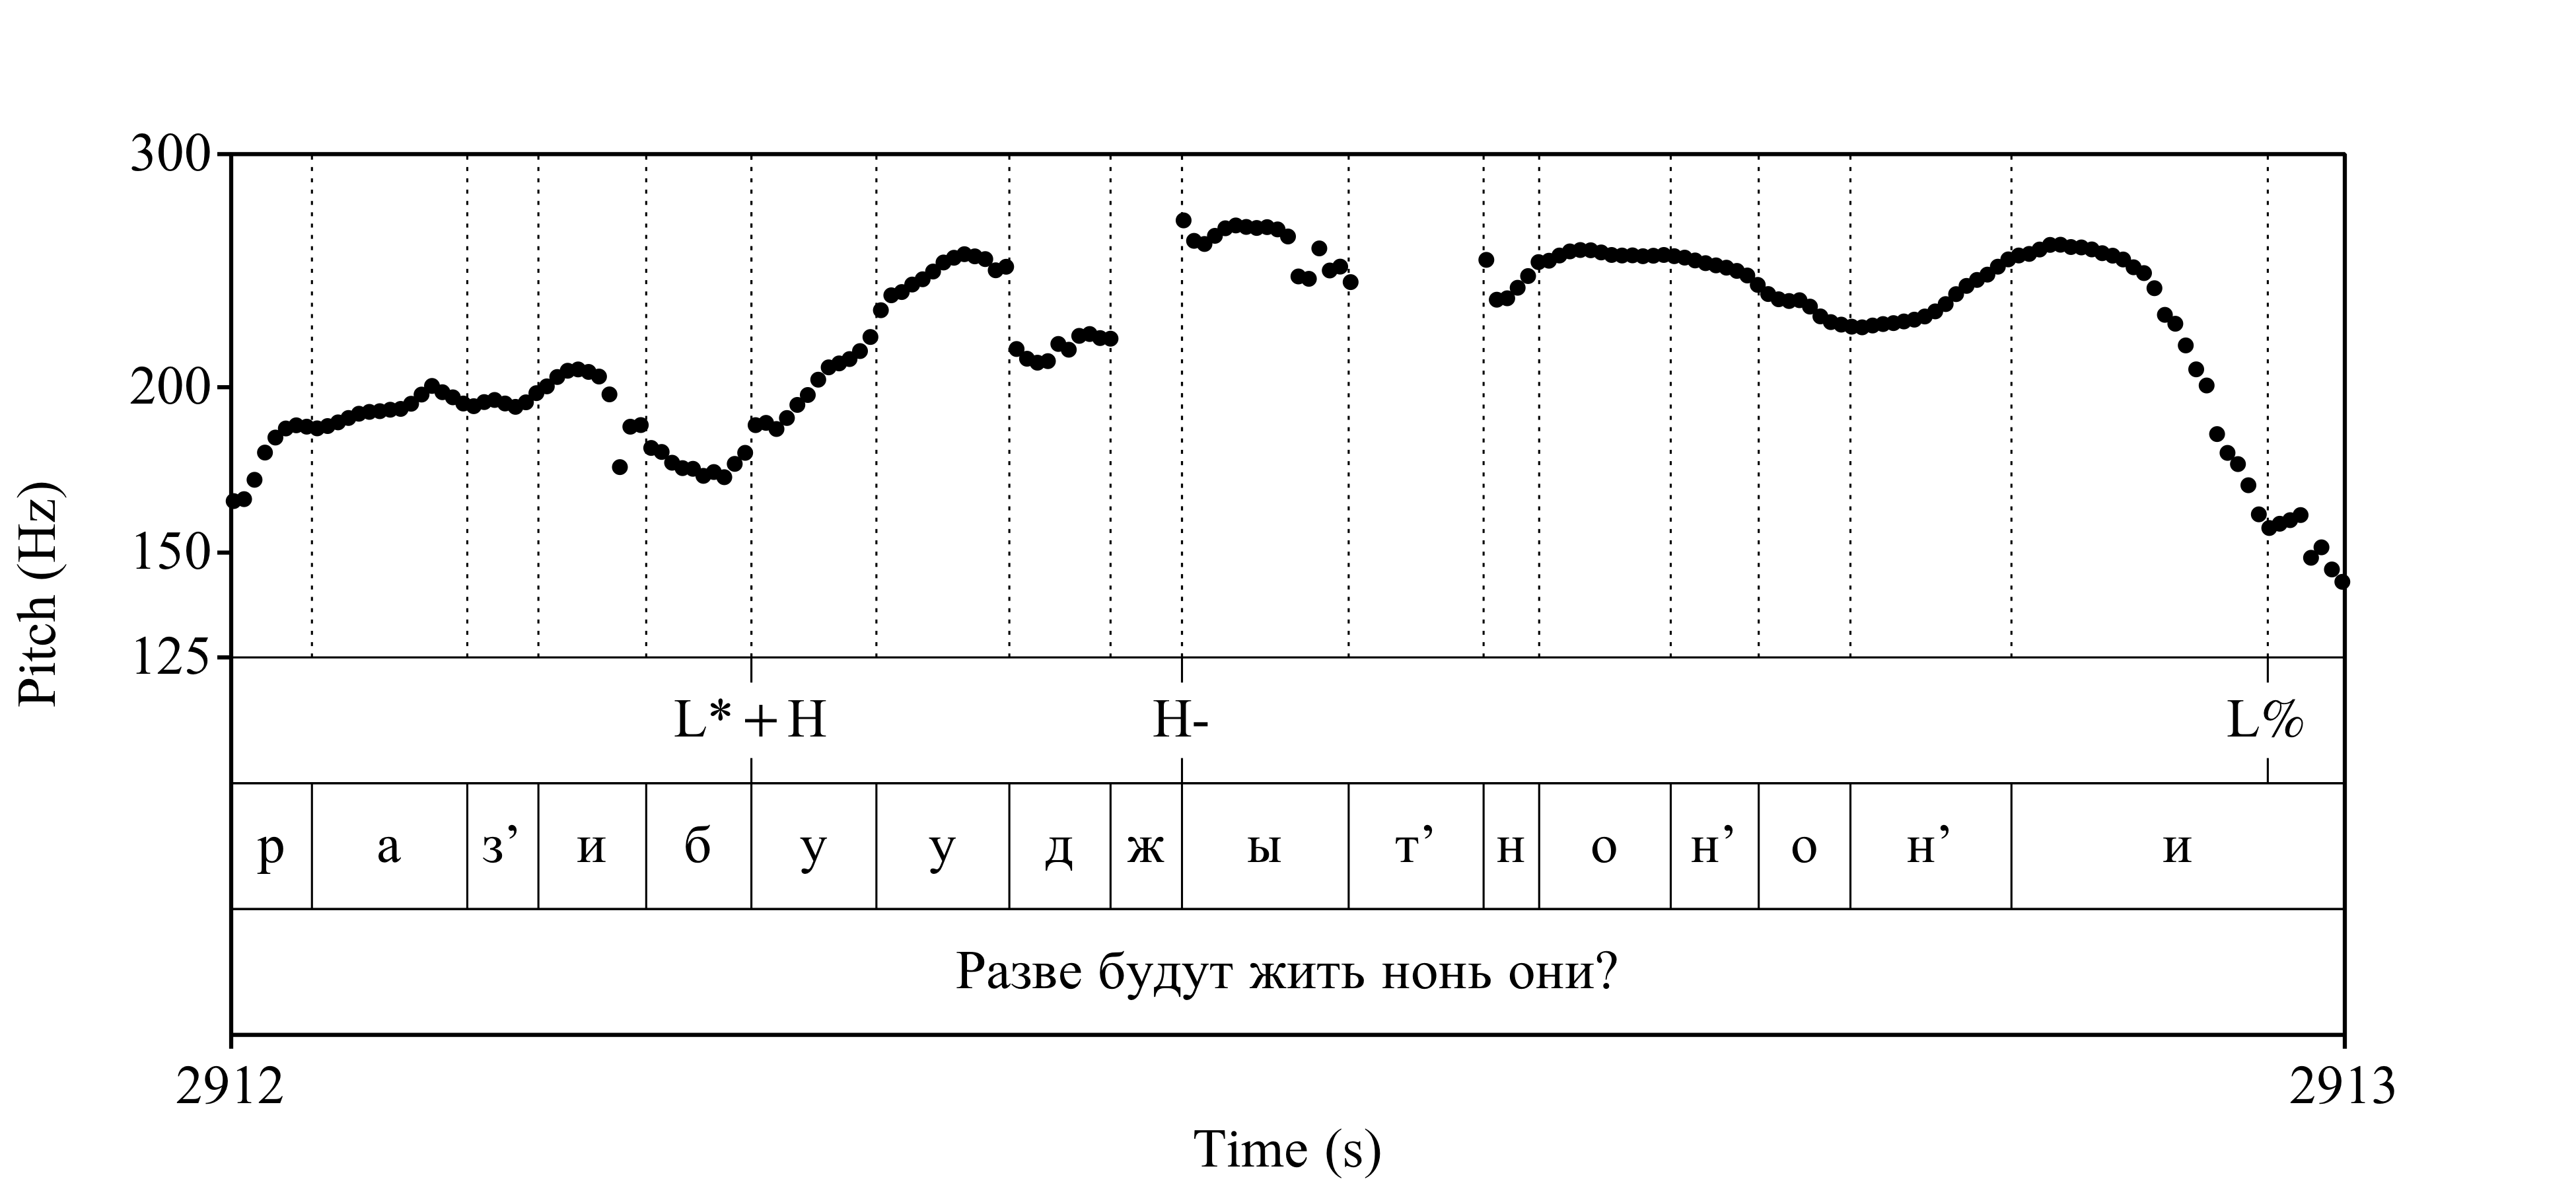 300
200
150
125
Pitch (Hz)
L*+H H- L%
р а з’ и б у у д ж ы т’ н о н’ о н’ и
Разве будут жить нонь они?
2912 2913
Time (s)